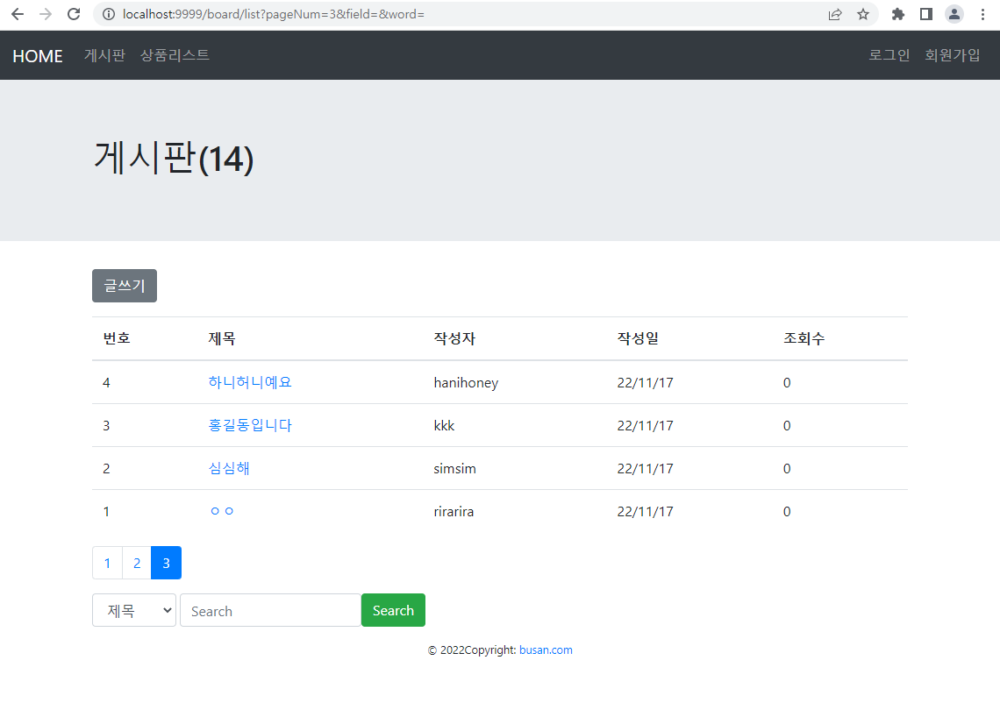 localhost:9999/board/list?pageNum=3&field=&word=
HOME 게시판 상품리스트 로그인 회원가입
게시판(14)
글쓰기
번호 제목 작성자 작성일 조회수
4 하니허니예요 hanihoney 22/11/17 0
3 홍길동입니다 kkk 22/11/17 0
2 심심해 simsim 22/11/17 0
1 ㅇㅇ rirarira 22/11/17 0
1 2 3
제목 Search Search
© 2022Copyright: busan.com